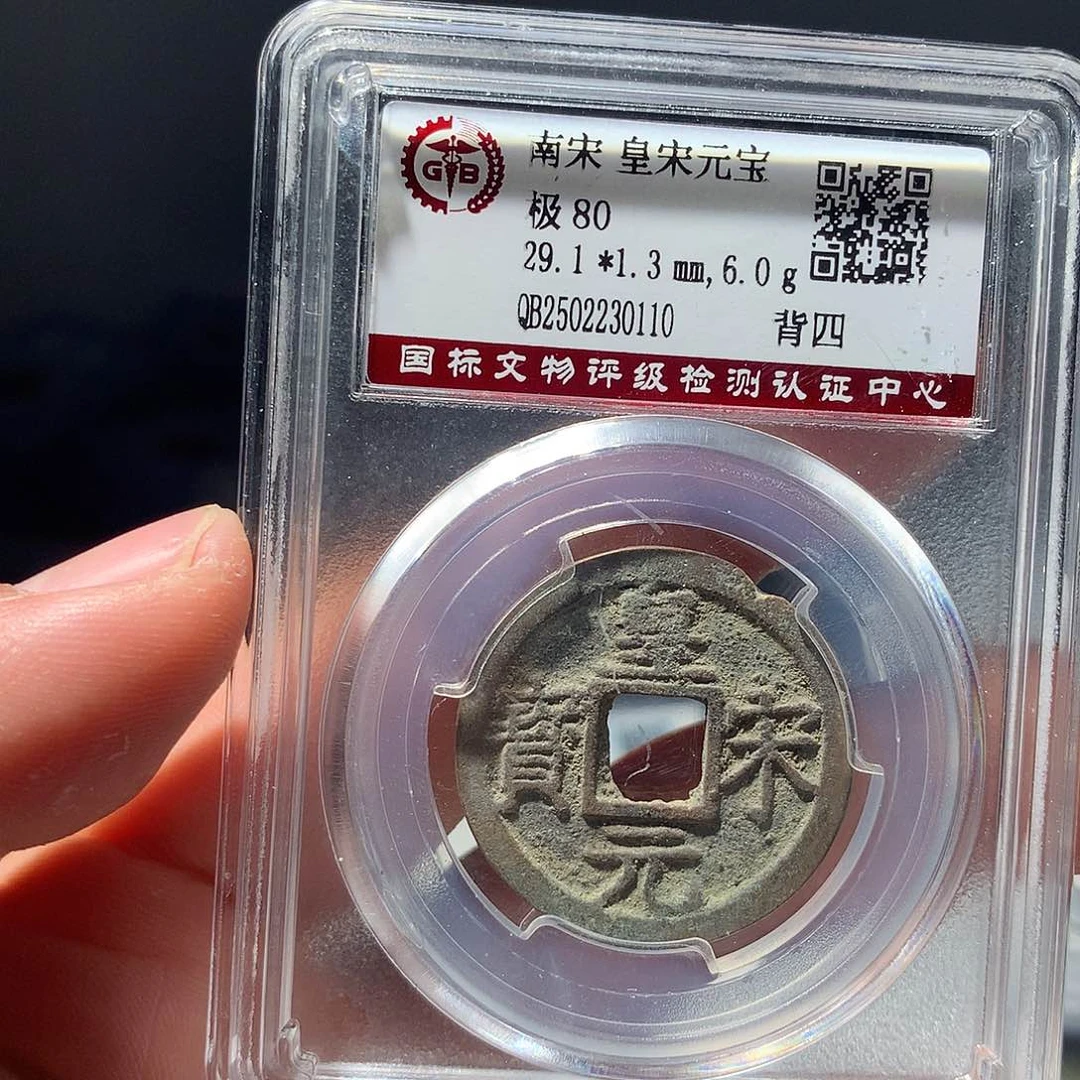 GB
南宋 皇宋元宝
极 80
29.1 *1.3 mm, 6.0 g
QB2502230110 背四
国标文物评级检测认证中心
皇
寳 宋
元